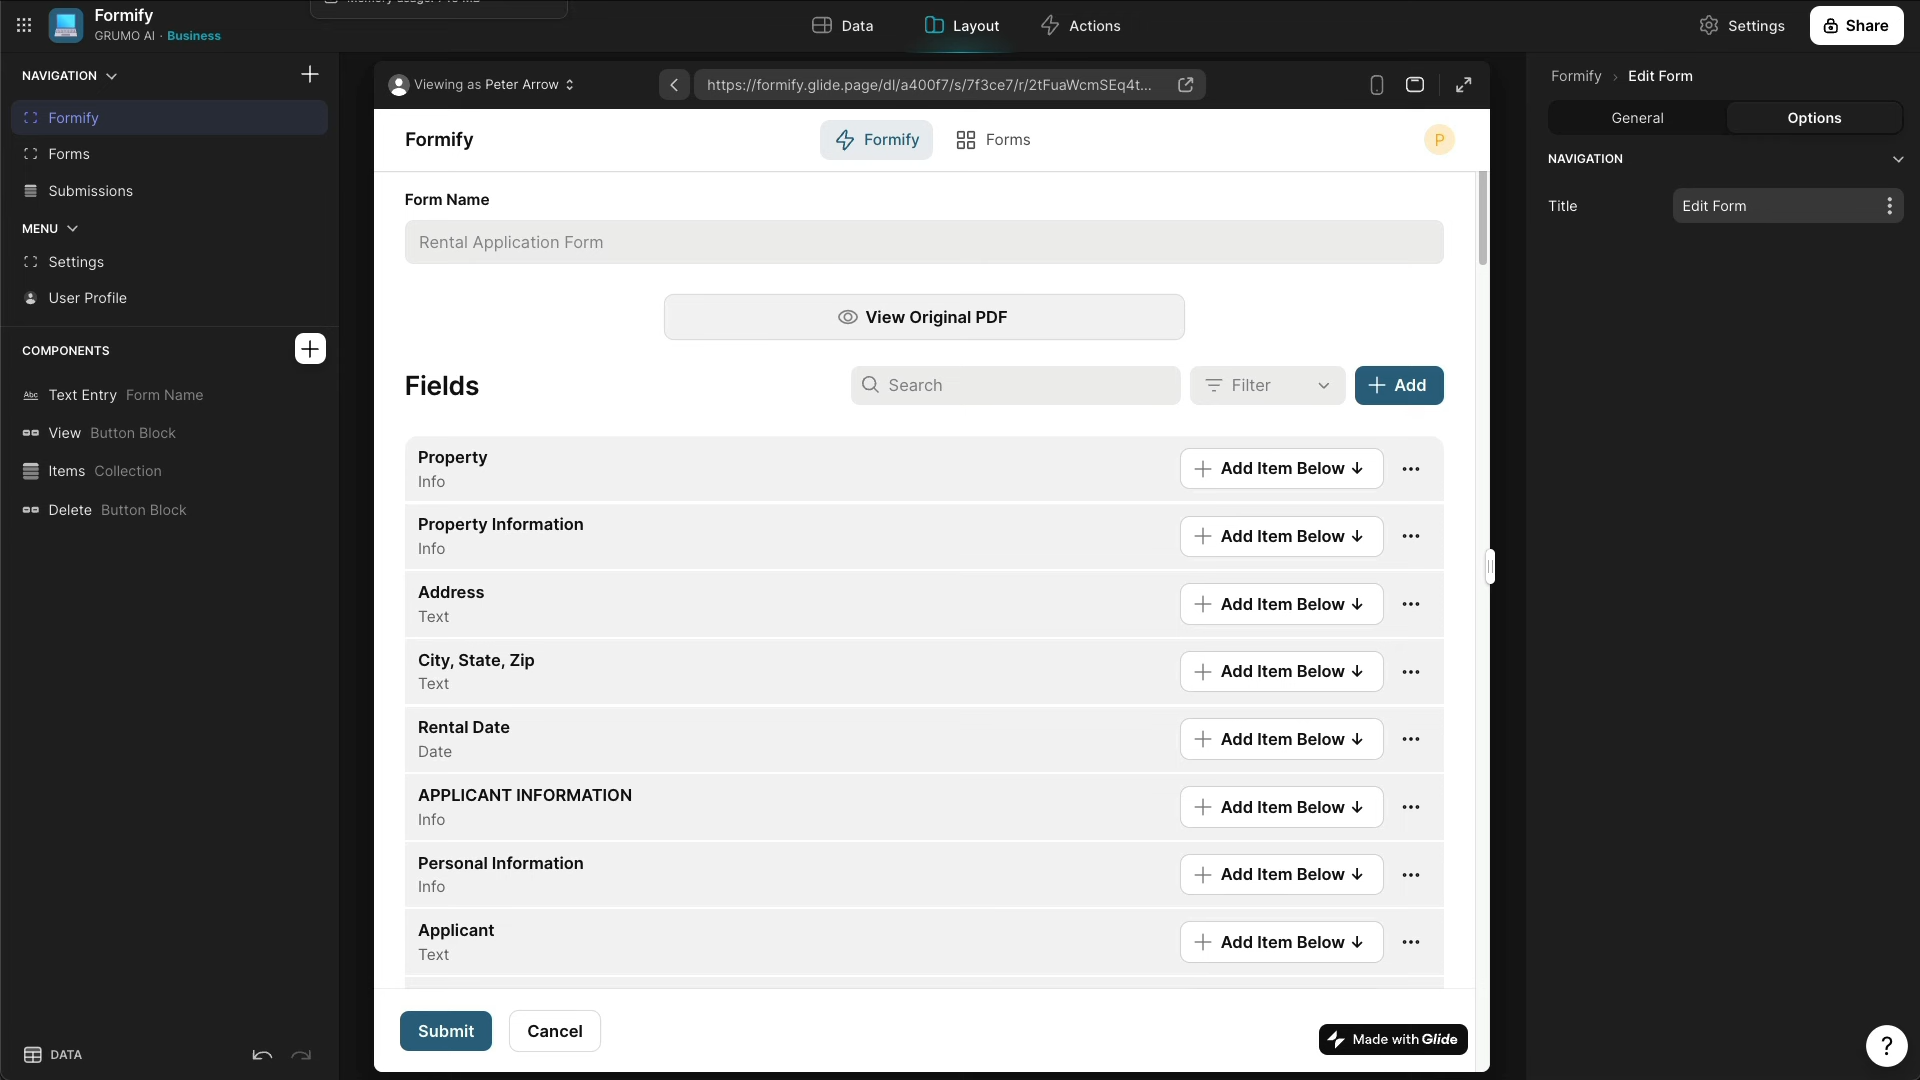 Formify
GRUMO AI · Business
Data
Layout
Actions
Settings
Share
NAVIGATION
Formify
Forms
Submissions
MENU
Settings
User Profile
COMPONENTS
Text Entry Form Name
View Button Block
Items Collection
Delete Button Block
DATA
Viewing as Peter Arrow
https://formify.glide.page/dl/a400f7/s/7f3ce7/r/2tFuaWcmSEq4t...
Formify
Formify
Forms
P
Form Name
Rental Application Form
View Original PDF
Fields
Search
Filter
Add
Property
Info
Add Item Below ↓
Property Information
Info
Add Item Below ↓
Address
Text
Add Item Below ↓
City, State, Zip
Text
Add Item Below ↓
Rental Date
Date
Add Item Below ↓
APPLICANT INFORMATION
Info
Add Item Below ↓
Personal Information
Info
Add Item Below ↓
Applicant
Text
Add Item Below ↓
Submit
Cancel
Made with Glide
Formify › Edit Form
General
Options
NAVIGATION
Title
Edit Form
?